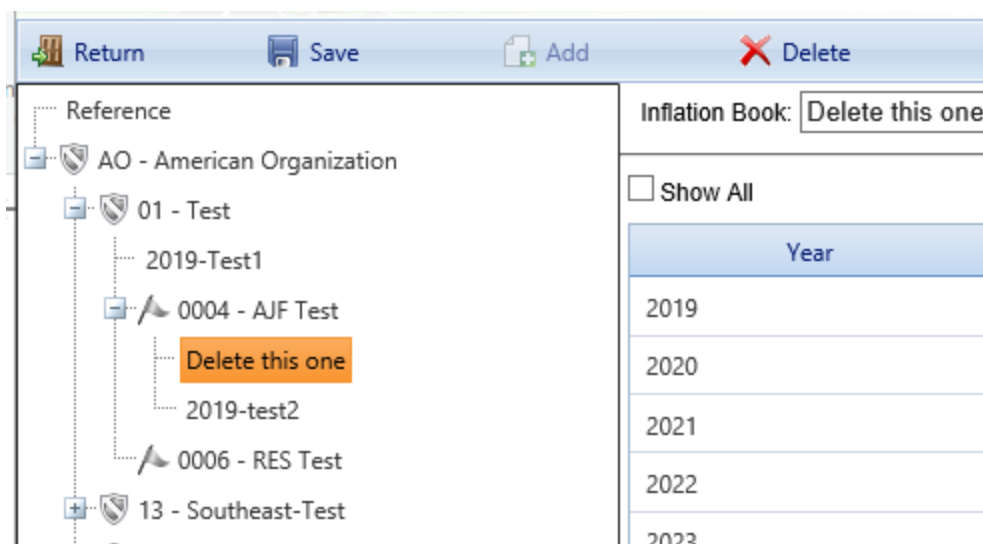 Return Save Add Delete
Reference
AO - American Organization
01 - Test
2019-Test1
0004 - AJF Test
Delete this one
2019-test2
0006 - RES Test
13 - Southeast-Test
Inflation Book: Delete this one
Show All
Year
2019
2020
2021
2022
2023